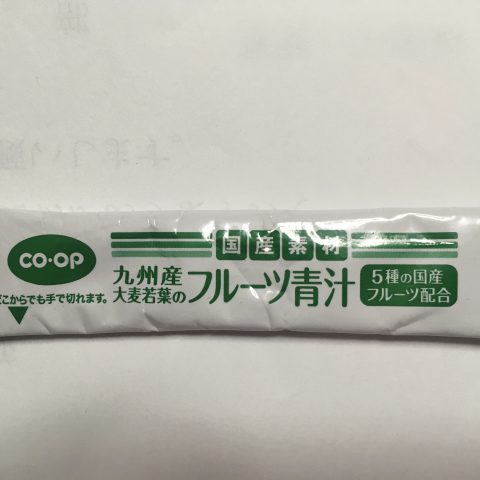 国産素材
CO·OP
九州産
大麦若葉の
フルーツ青汁
5種の国産
フルーツ配合
どこからでも手で切れます。